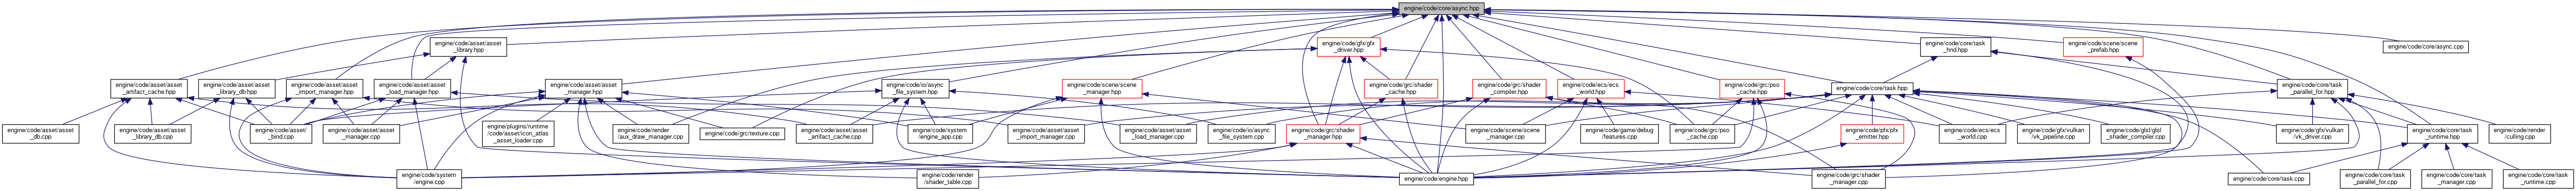 engine/code/core/async.hpp
engine/code/asset/asset
_library.hpp
engine/code/gfx/gfx
_driver.hpp
engine/code/core/task
_hnd.hpp
engine/code/scene/scene
_prefab.hpp
engine/code/core/async.cpp
engine/code/asset/asset
_artifact_cache.hpp
engine/code/asset/asset
_library_db.hpp
engine/code/asset/asset
_import_manager.hpp
engine/code/asset/asset
_load_manager.hpp
engine/code/asset/asset
_manager.hpp
engine/code/io/async
_file_system.hpp
engine/code/scene/scene
_manager.hpp
engine/code/grc/shader
_cache.hpp
engine/code/grc/shader
_compiler.hpp
engine/code/ecs/ecs
_world.hpp
engine/code/grc/pso
_cache.hpp
engine/code/core/task.hpp
engine/code/core/task
_parallel_for.hpp
engine/code/asset/asset
_db.cpp
engine/code/asset/asset
_library_db.cpp
engine/code/asset/
_bind.cpp
engine/code/asset/asset
_manager.cpp
engine/plugins/runtime
_code/asset/icon_atlas
_asset_loader.cpp
engine/code/render
/aux_draw_manager.cpp
engine/code/grc/texture.cpp
engine/code/asset/asset
_artifact_cache.cpp
engine/code/system
/engine_app.cpp
engine/code/asset/asset
_import_manager.cpp
engine/code/asset/asset
_load_manager.cpp
engine/code/io/async
_file_system.cpp
engine/code/grc/shader
_manager.hpp
engine/code/scene/scene
_manager.cpp
engine/code/game/debug
/features.cpp
engine/code/grc/pso
_cache.cpp
engine/code/pfx/pfx
_emitter.hpp
engine/code/ecs/ecs
_world.cpp
engine/code/gfx/vulkan
/vk_pipeline.cpp
engine/code/glsl/glsl
_shader_compiler.cpp
engine/code/gfx/vulkan
/vk_driver.cpp
engine/code/core/task
_runtime.hpp
engine/code/render
/culling.cpp
engine/code/system
/engine.cpp
engine/code/render
/shader_table.cpp
engine/code/engine.hpp
engine/code/grc/shader
_manager.cpp
engine/code/core/task.cpp
engine/code/core/task
_parallel_for.cpp
engine/code/core/task
_manager.cpp
engine/code/core/task
_runtime.cpp